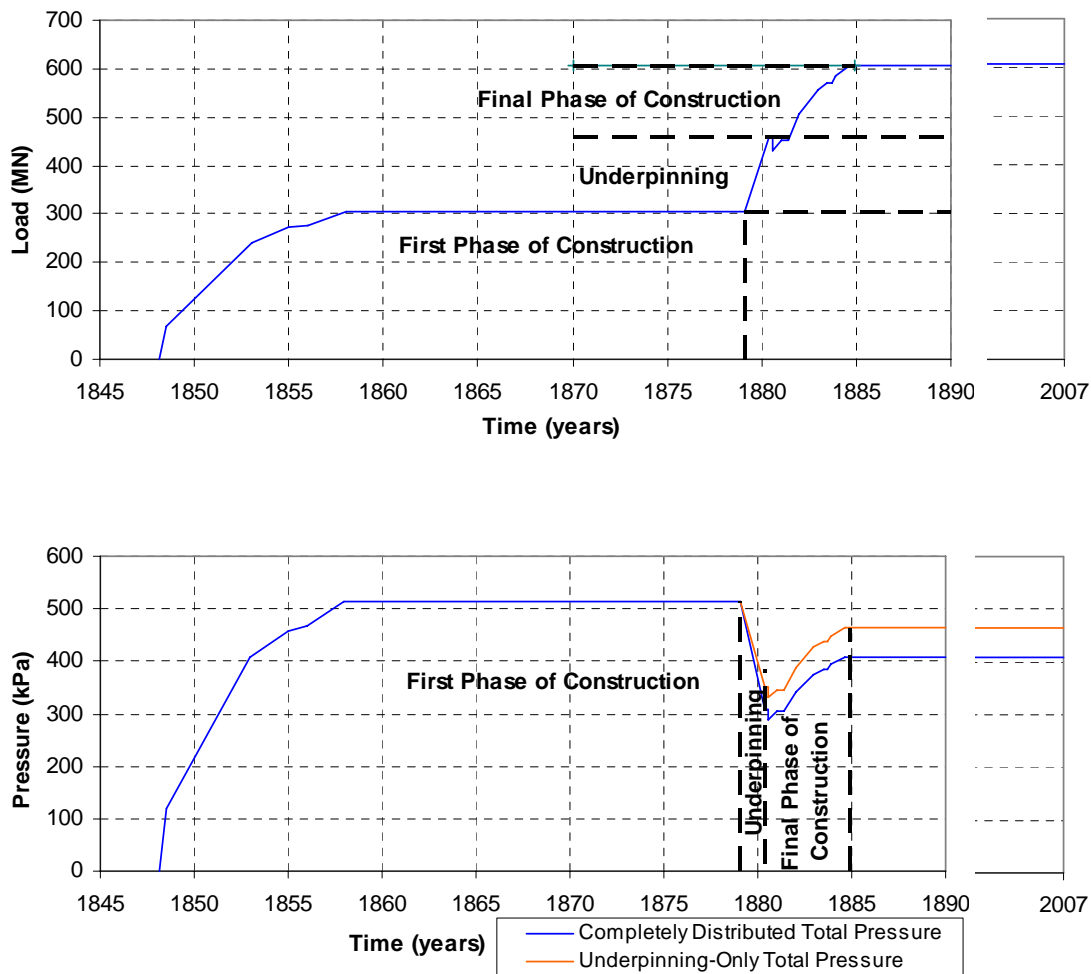 700
600
500
400
300
200
100
0
Load (MN)
Final Phase of Construction
Underpinning
First Phase of Construction
1845 1850 1855 1860 1865 1870 1875 1880 1885 1890 2007
Time (years)
600
500
400
300
200
100
0
Pressure (kPa)
First Phase of Construction
Underpinning
Final Phase of
Construction
1845 1850 1855 1860 1865 1870 1875 1880 1885 1890 2007
Time (years)
Completely Distributed Total Pressure
Underpinning-Only Total Pressure